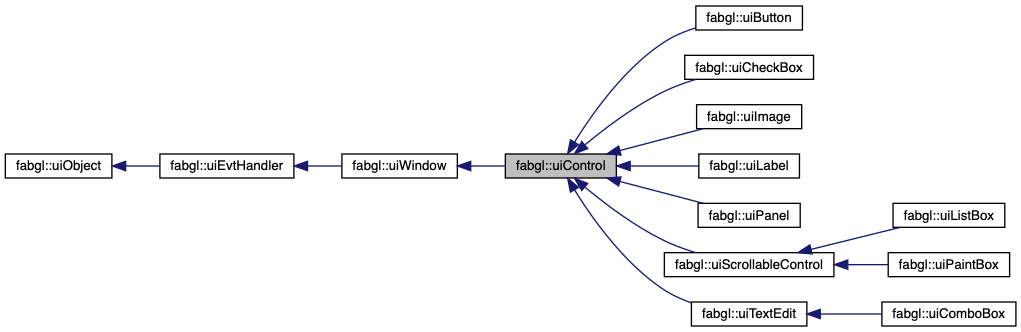 fabgl::uiButton
fabgl::uiCheckBox
fabgl::uiImage
fabgl::uiObject
fabgl::uiEvtHandler
fabgl::uiWindow
fabgl::uiControl
fabgl::uiLabel
fabgl::uiPanel
fabgl::uiListBox
fabgl::uiScrollableControl
fabgl::uiPaintBox
fabgl::uiTextEdit
fabgl::uiComboBox